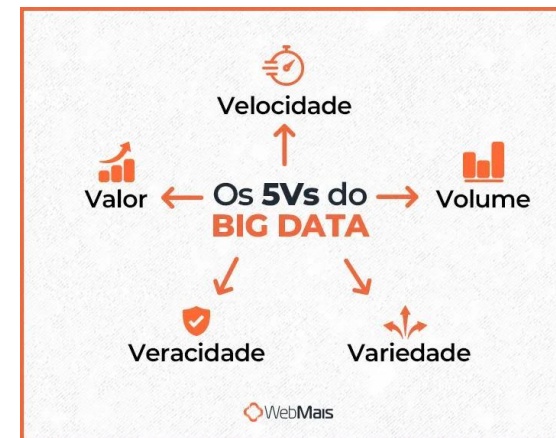 Velocidade
Valor
Os 5Vs do
BIG DATA
Volume
Veracidade
Variedade
WebMais